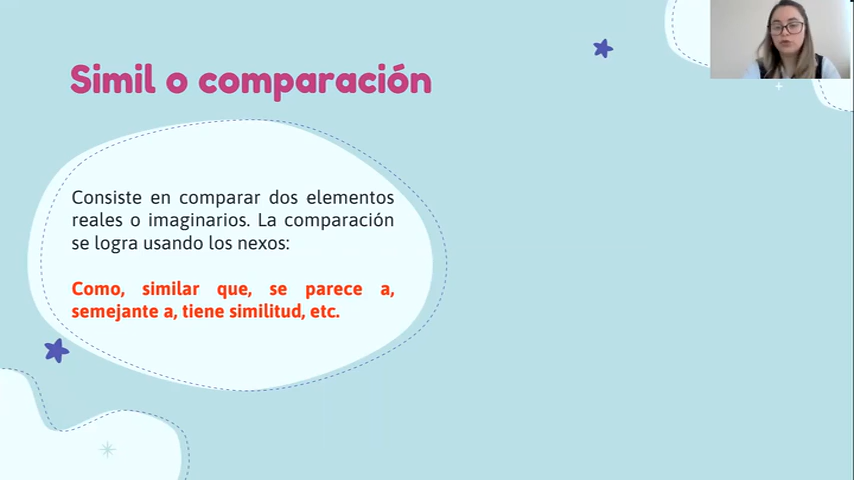 Simil o comparación
Consiste en comparar dos elementos
reales o imaginarios. La comparación
se logra usando los nexos:
Como, similar que, se parece a,
semejante a, tiene similitud, etc.